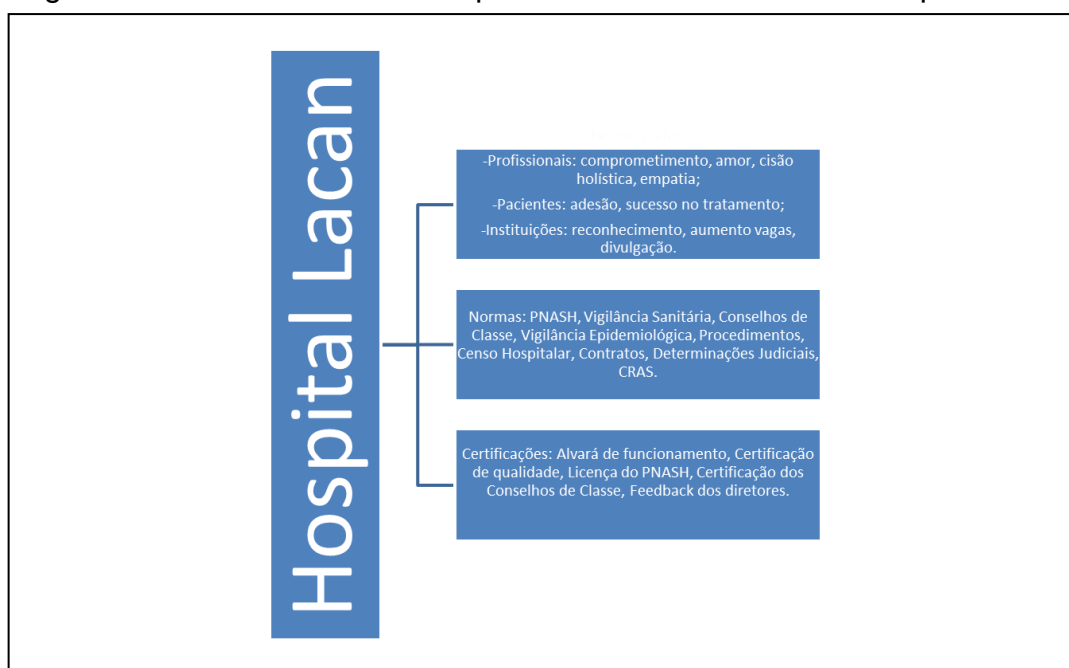 Hospital Lacan
-Profissionais: comprometimento, amor, cisão
holística, empatia;
-Pacientes: adesão, sucesso no tratamento;
-Instituições: reconhecimento, aumento vagas,
divulgação.
Normas: PNASH, Vigilância Sanitária, Conselhos de
Classe, Vigilância Epidemiológica, Procedimentos,
Censo Hospitalar, Contratos, Determinações Judiciais,
CRAS.
Certificações: Alvará de funcionamento, Certificação
de qualidade, Licença do PNASH, Certificação dos
Conselhos de Classe, Feedback dos diretores.